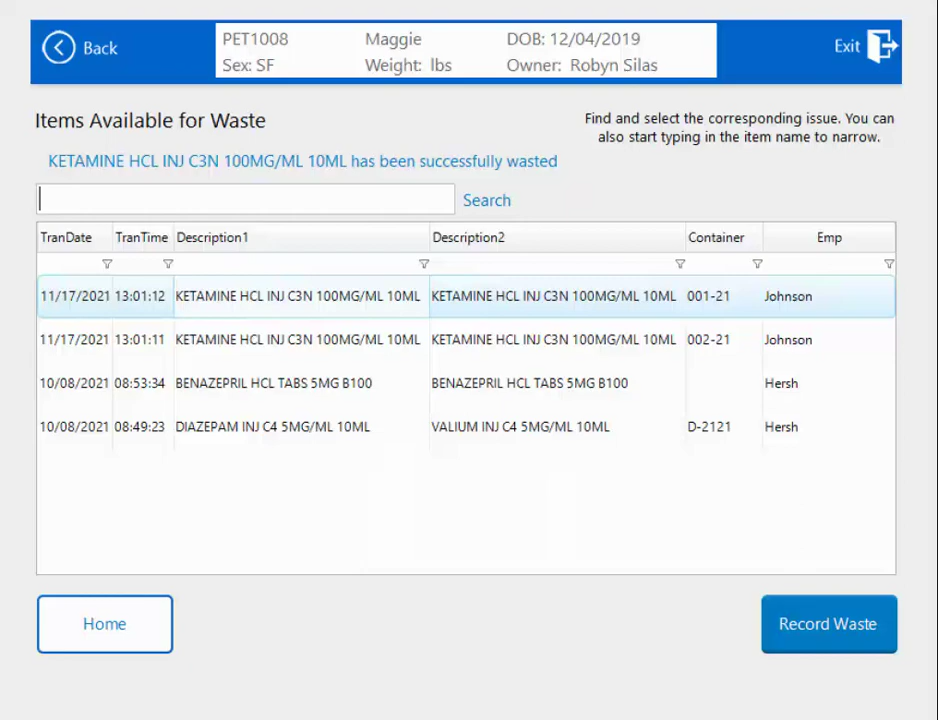 Back
PET1008 Maggie DOB: 12/04/2019
Sex: SF Weight: lbs Owner: Robyn Silas
Exit
Items Available for Waste
Find and select the corresponding issue. You can
also start typing in the item name to narrow.
KETAMINE HCL INJ C3N 100MG/ML 10ML has been successfully wasted
Search
TranDate TranTime Description1 Description2 Container Emp
11/17/2021 13:01:12 KETAMINE HCL INJ C3N 100MG/ML 10ML KETAMINE HCL INJ C3N 100MG/ML 10ML 001-21 Johnson
11/17/2021 13:01:11 KETAMINE HCL INJ C3N 100MG/ML 10ML KETAMINE HCL INJ C3N 100MG/ML 10ML 002-21 Johnson
10/08/2021 08:53:34 BENAZEPRIL HCL TABS 5MG B100 BENAZEPRIL HCL TABS 5MG B100 Hersh
10/08/2021 08:49:23 DIAZEPAM INJ C4 5MG/ML 10ML VALIUM INJ C4 5MG/ML 10ML D-2121 Hersh
Home
Record Waste